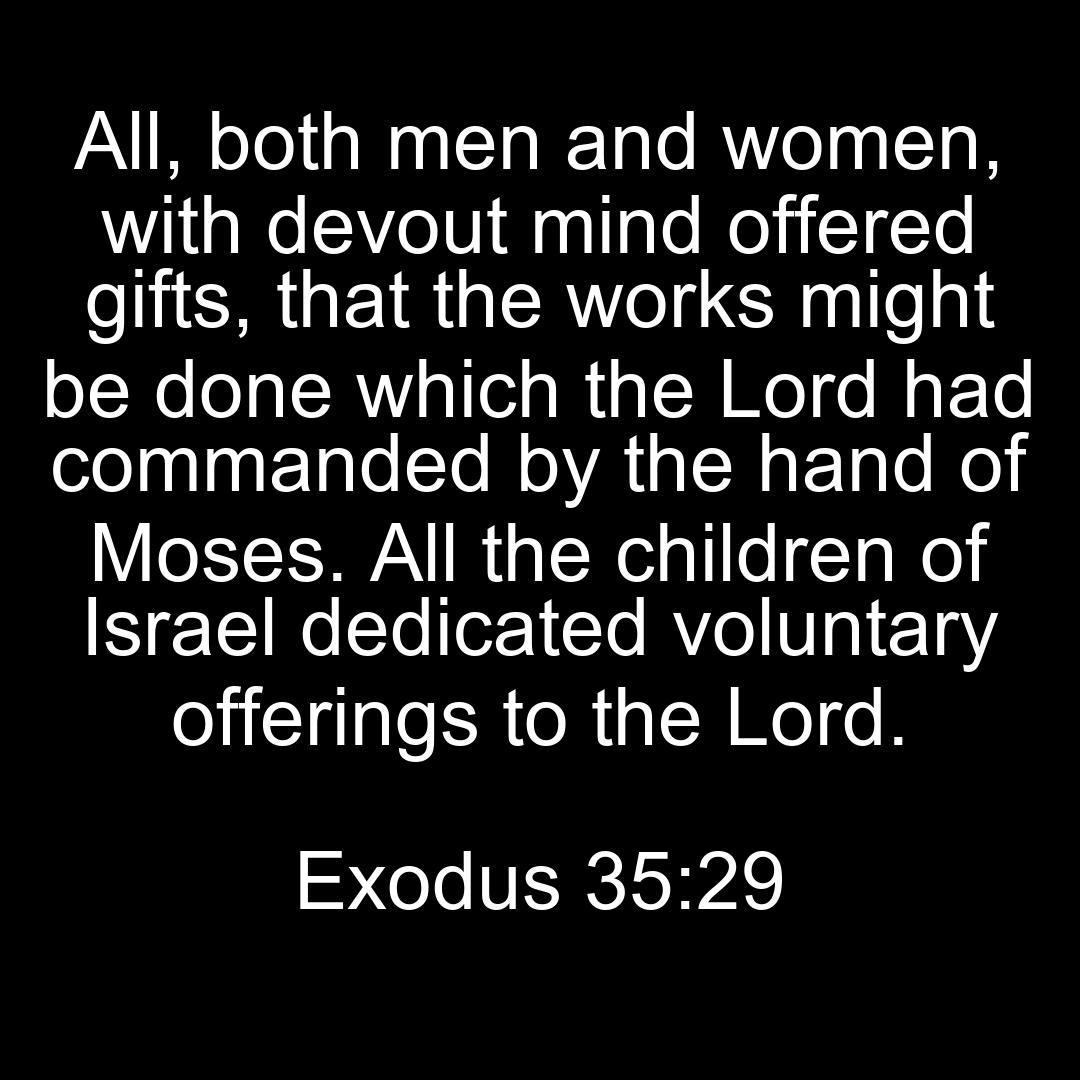 All, both men and women,
with devout mind offered
gifts, that the works might
be done which the Lord had
commanded by the hand of
Moses. All the children of
Israel dedicated voluntary
offerings to the Lord.
Exodus 35:29